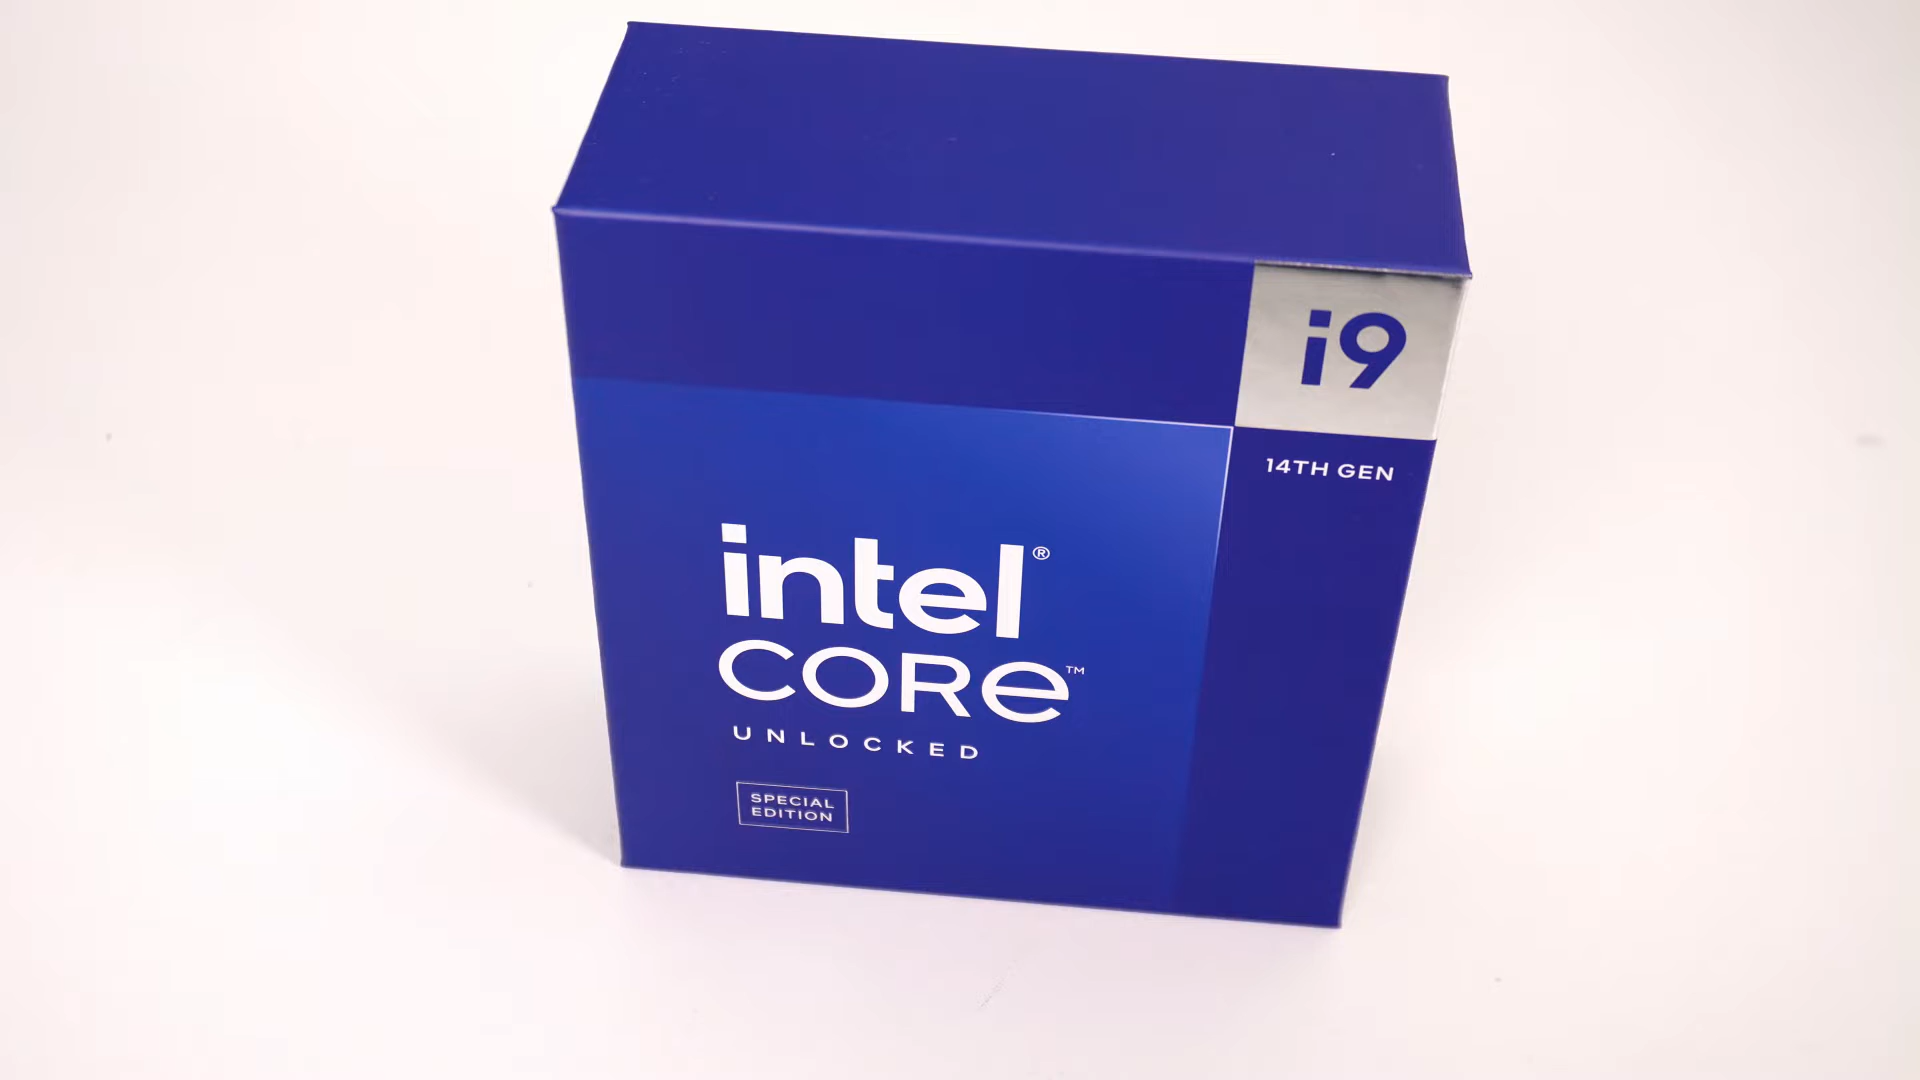 i9
14TH GEN
intel®
CORe™
UNLOCKED
SPECIAL
EDITION